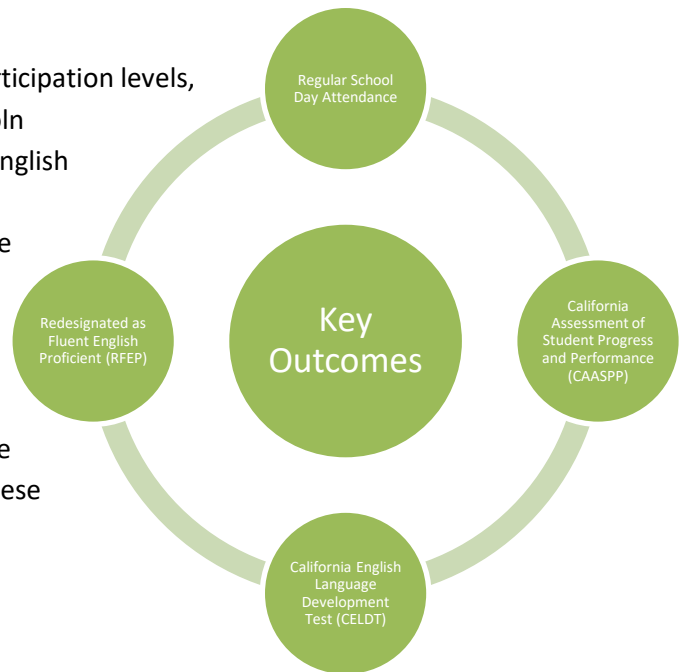 rticipation levels,
oln
nglish
e
e
ese
Regular School
Day Attendance
California
Assessment of
Student Progress
and Performance
(CAASPP)
California English
Language
Development
Test (CELDT)
Redesignated as
Fluent English
Proficient (RFEP)
Key
Outcomes